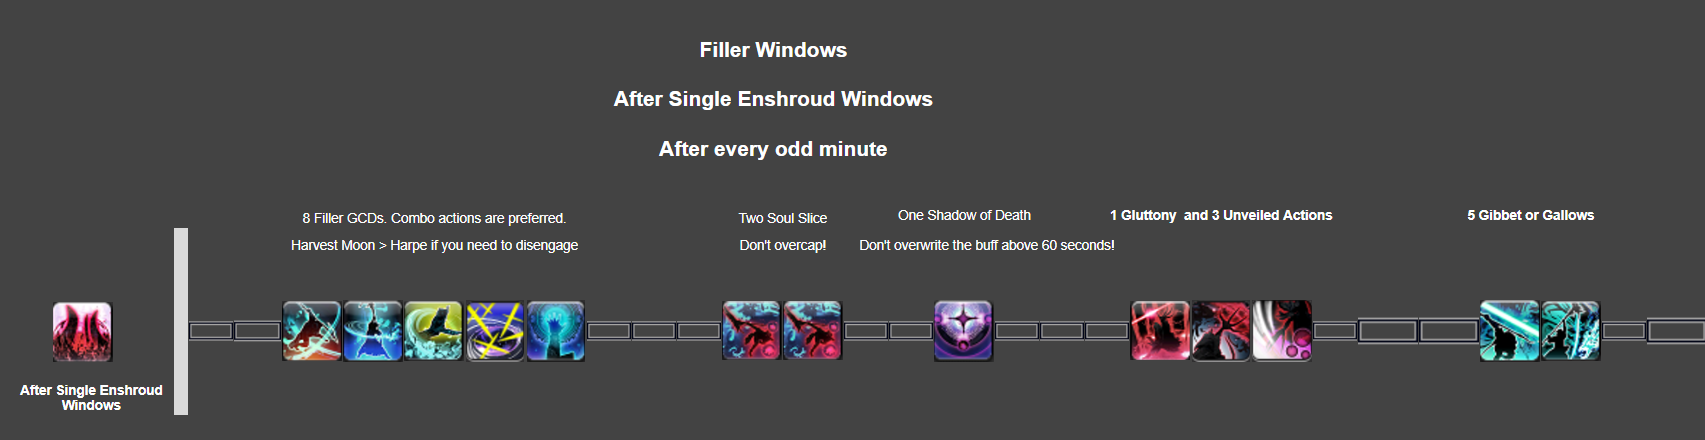 Filler Windows
After Single Enshroud Windows
After every odd minute
8 Filler GCDs. Combo actions are preferred.
Harvest Moon > Harpe if you need to disengage
Two Soul Slice
Don't overcap!
One Shadow of Death
Don't overwrite the buff above 60 seconds!
1 Gluttony and 3 Unveiled Actions
5 Gibbet or Gallows
After Single Enshroud
Windows